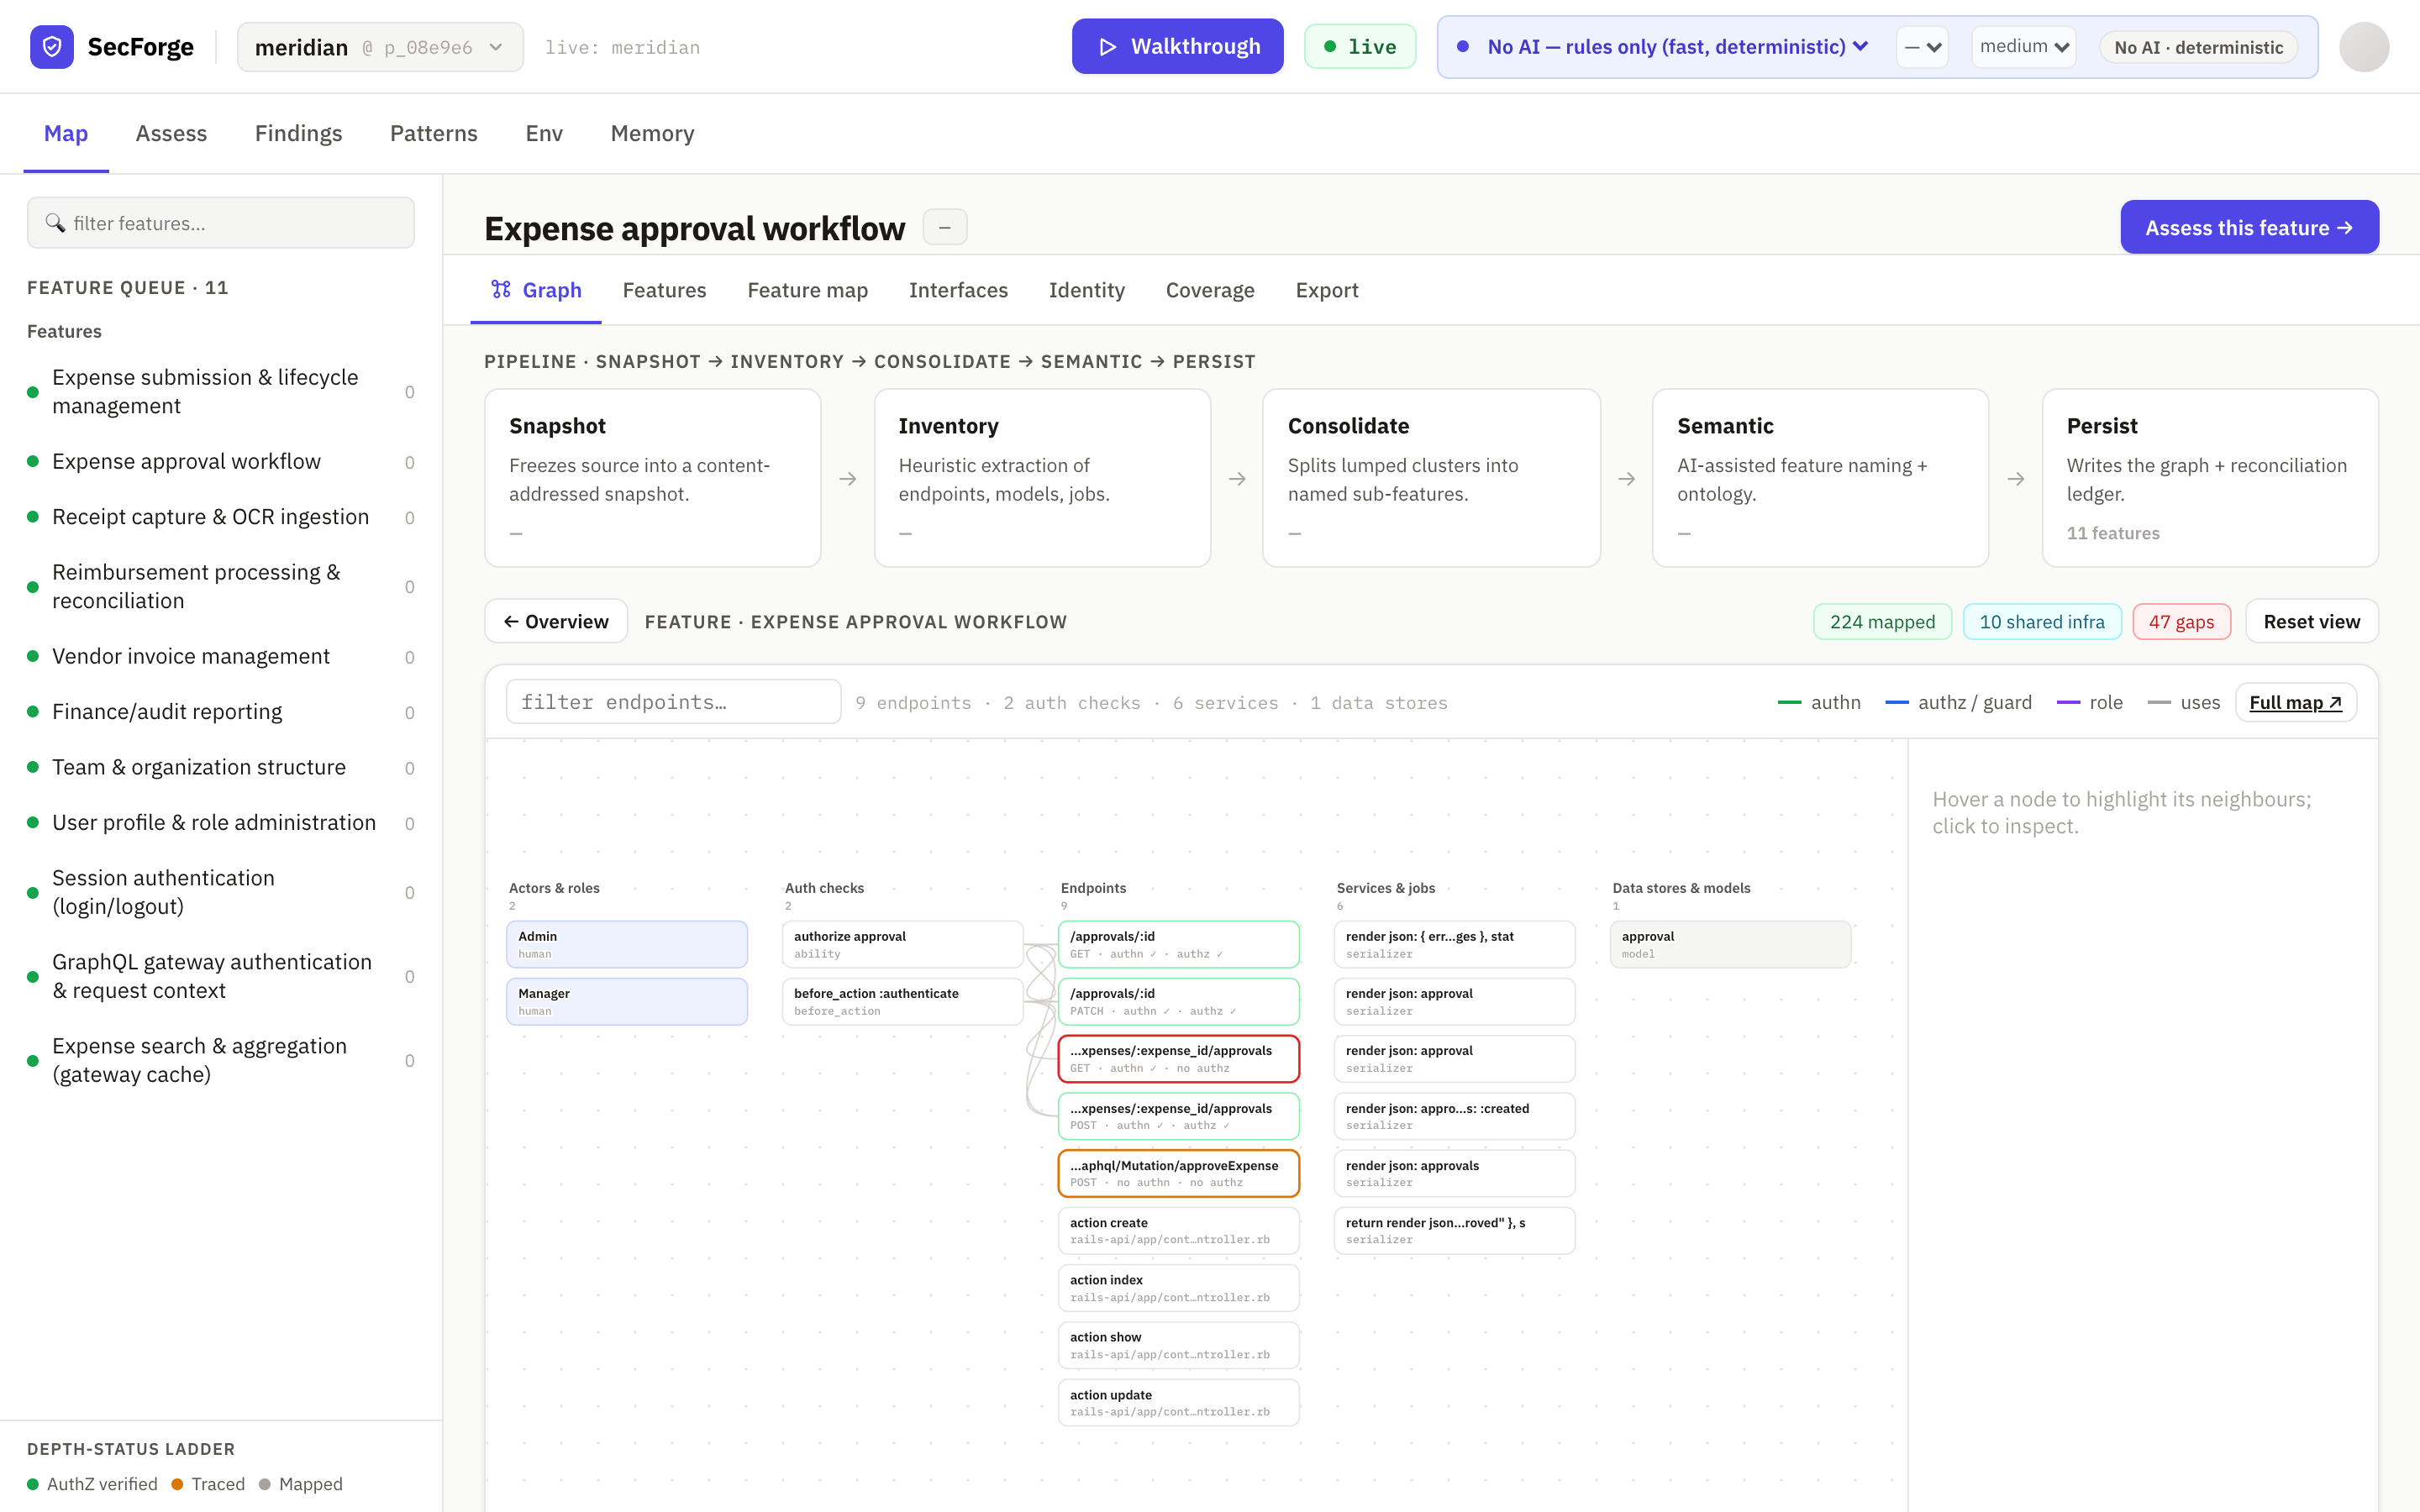 SecForge
meridian @ p_08e9e6
live: meridian
Walkthrough
live
No AI — rules only (fast, deterministic)
—
medium
No AI · deterministic
Map
Assess
Findings
Patterns
Env
Memory
filter features...
FEATURE QUEUE · 11
Features
Expense submission & lifecycle
management
0
Expense approval workflow
0
Receipt capture & OCR ingestion
0
Reimbursement processing &
reconciliation
0
Vendor invoice management
0
Finance/audit reporting
0
Team & organization structure
0
User profile & role administration
0
Session authentication
(login/logout)
0
GraphQL gateway authentication
& request context
0
Expense search & aggregation
(gateway cache)
0
DEPTH-STATUS LADDER
AuthZ verified
Traced
Mapped
Expense approval workflow
—
Assess this feature →
Graph
Features
Feature map
Interfaces
Identity
Coverage
Export
PIPELINE · SNAPSHOT → INVENTORY → CONSOLIDATE → SEMANTIC → PERSIST
Snapshot
Freezes source into a content-
addressed snapshot.
—
→
Inventory
Heuristic extraction of
endpoints, models, jobs.
—
→
Consolidate
Splits lumped clusters into
named sub-features.
—
→
Semantic
AI-assisted feature naming +
ontology.
—
→
Persist
Writes the graph + reconciliation
ledger.
11 features
← Overview
FEATURE · EXPENSE APPROVAL WORKFLOW
224 mapped
10 shared infra
47 gaps
Reset view
filter endpoints…
9 endpoints · 2 auth checks · 6 services · 1 data stores
authn
authz / guard
role
uses
Full map ↗
Hover a node to highlight its neighbours;
click to inspect.
Actors & roles
2
Admin
human
Manager
human
Auth checks
2
authorize approval
ability
before_action :authenticate
before_action
Endpoints
9
/approvals/:id
GET · authn ✓ · authz ✓
/approvals/:id
PATCH · authn ✓ · authz ✓
…xpenses/:expense_id/approvals
GET · authn ✓ · no authz
…xpenses/:expense_id/approvals
POST · authn ✓ · authz ✓
…aphql/Mutation/approveExpense
POST · no authn · no authz
action create
rails-api/app/cont…ntroller.rb
action index
rails-api/app/cont…ntroller.rb
action show
rails-api/app/cont…ntroller.rb
action update
rails-api/app/cont…ntroller.rb
Services & jobs
6
render json: { err…ges }, stat
serializer
render json: approval
serializer
render json: approval
serializer
render json: appro…s: :created
serializer
render json: approvals
serializer
return render json…roved" }, s
serializer
Data stores & models
1
approval
model